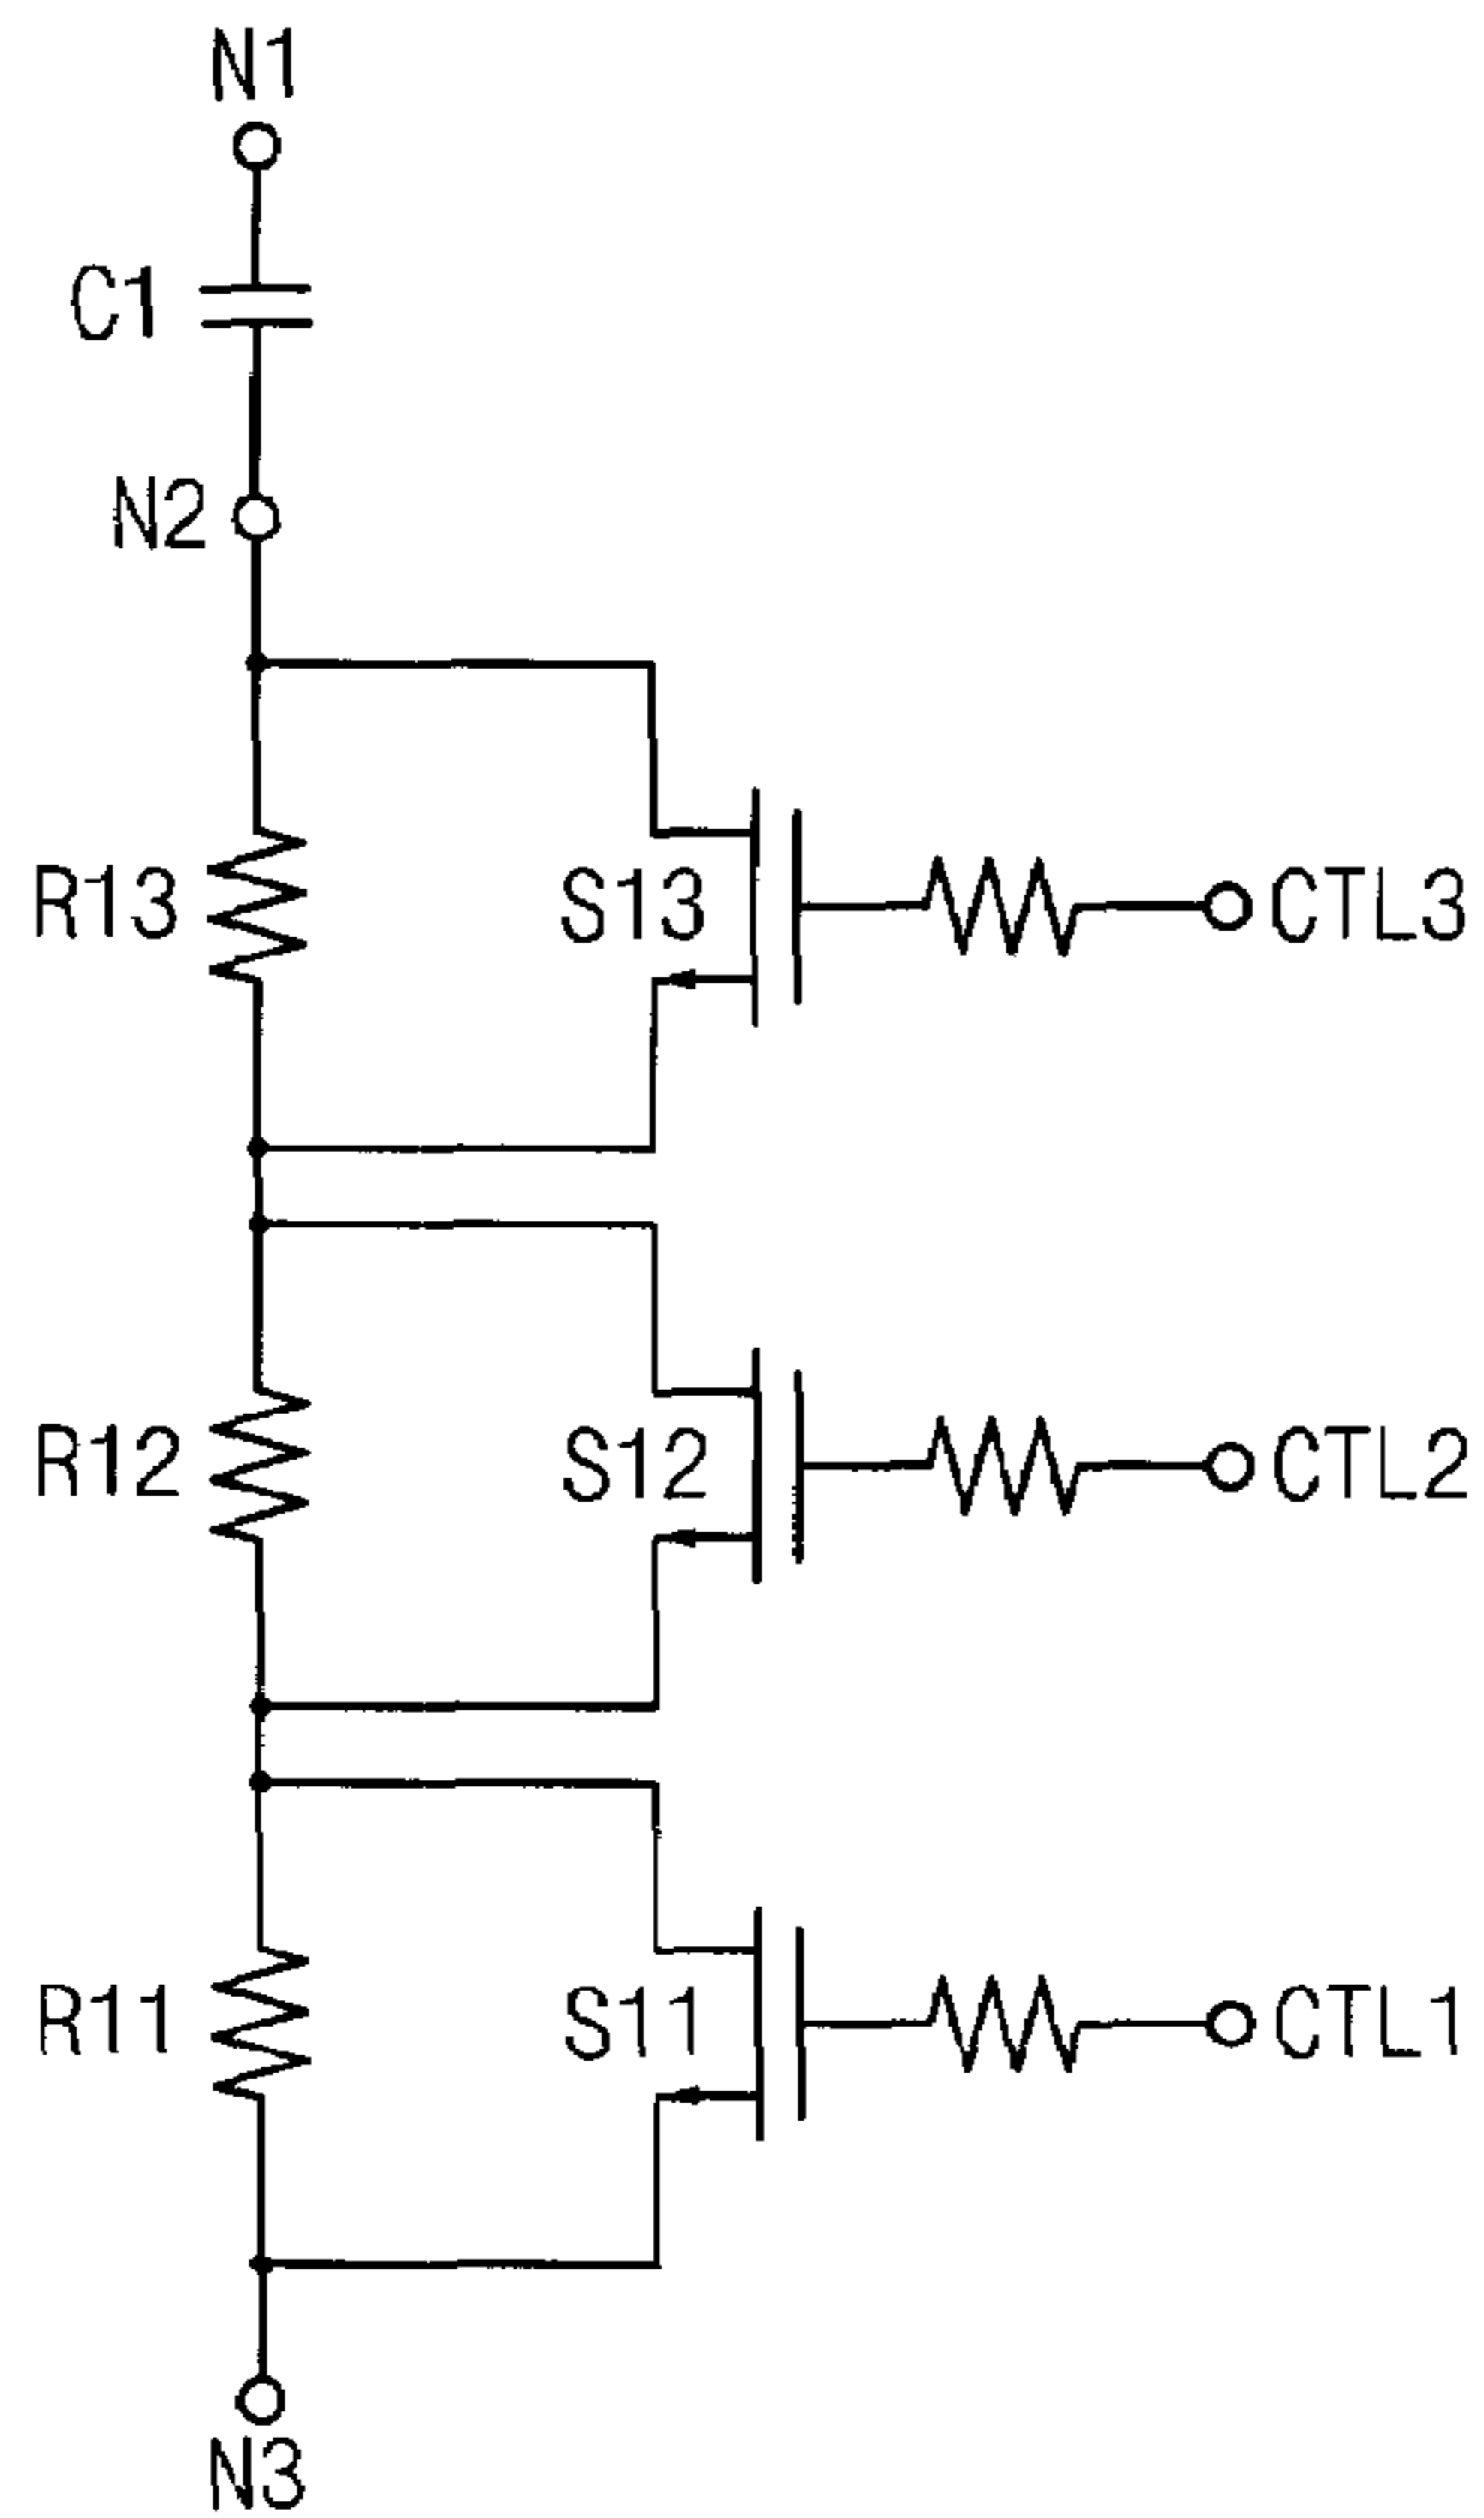 N1
C1
N2
R13 S13 CTL3
R12 S12 CTL2
R11 S11 CTL1
N3